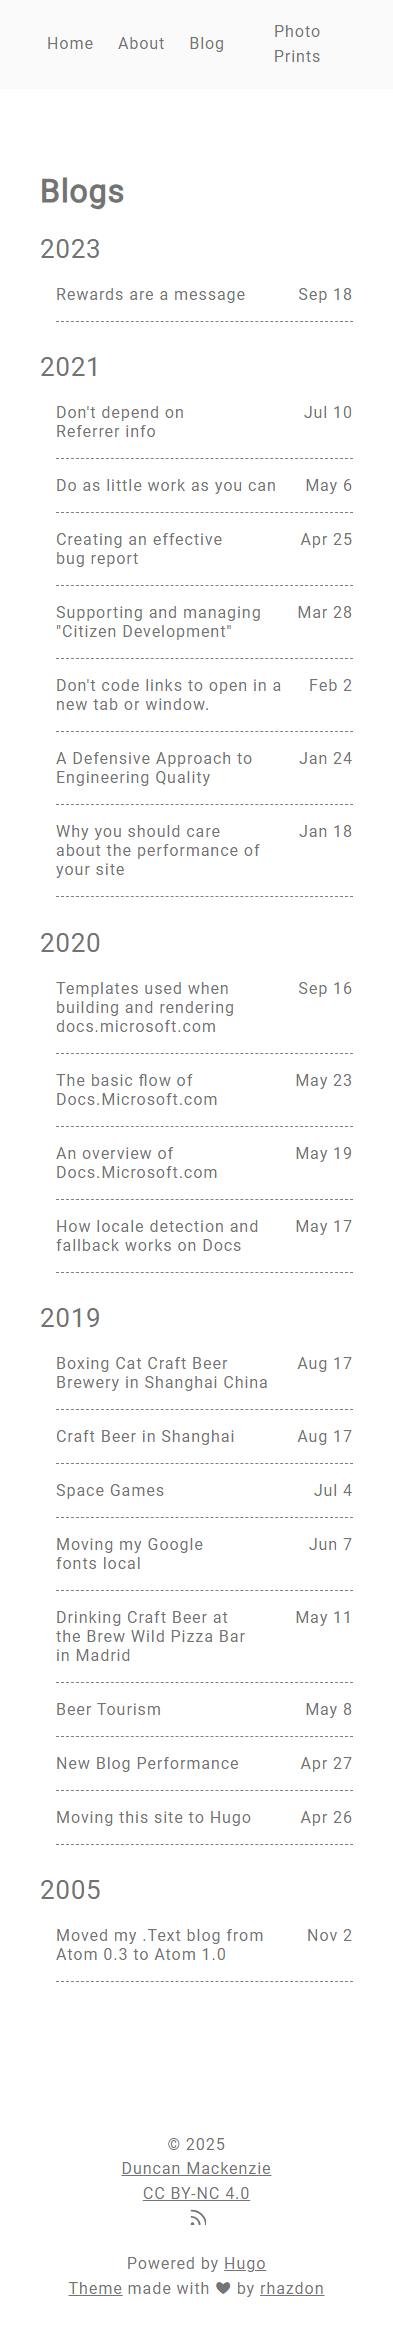 Home About Blog Photo
Prints
Blogs
2023
Rewards are a message Sep 18
2021
Don't depend on Jul 10
Referrer info
Do as little work as you can May 6
Creating an effective Apr 25
bug report
Supporting and managing Mar 28
"Citizen Development"
Don't code links to open in a Feb 2
new tab or window.
A Defensive Approach to Jan 24
Engineering Quality
Why you should care Jan 18
about the performance of
your site
2020
Templates used when Sep 16
building and rendering
docs.microsoft.com
The basic flow of May 23
Docs.Microsoft.com
An overview of May 19
Docs.Microsoft.com
How locale detection and May 17
fallback works on Docs
2019
Boxing Cat Craft Beer Aug 17
Brewery in Shanghai China
Craft Beer in Shanghai Aug 17
Space Games Jul 4
Moving my Google Jun 7
fonts local
Drinking Craft Beer at May 11
the Brew Wild Pizza Bar
in Madrid
Beer Tourism May 8
New Blog Performance Apr 27
Moving this site to Hugo Apr 26
2005
Moved my .Text blog from Nov 2
Atom 0.3 to Atom 1.0
© 2025
Duncan Mackenzie
CC BY-NC 4.0
Powered by Hugo
Theme made with ❤ by rhazdon